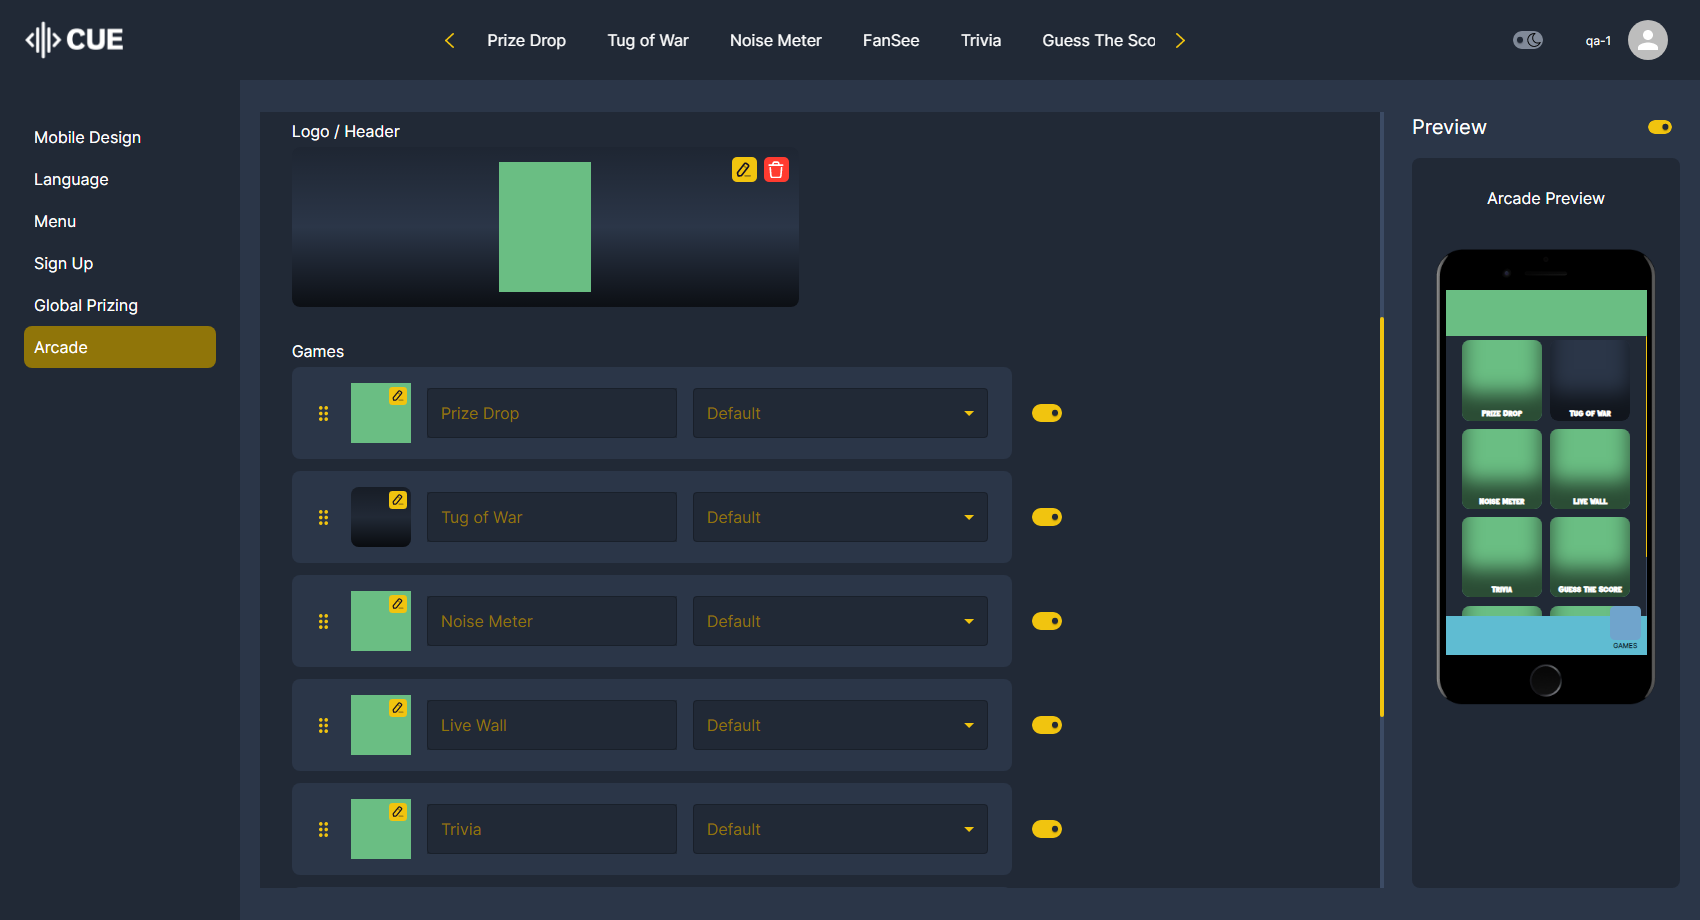 CUE
Prize Drop
Tug of War
Noise Meter
FanSee
Trivia
Guess The Sco
qa-1
Mobile Design
Language
Menu
Sign Up
Global Prizing
Arcade
Logo / Header
Games
Prize Drop
Default
Tug of War
Default
Noise Meter
Default
Live Wall
Default
Trivia
Default
Preview
Arcade Preview
Prize Drop
Tug of War
Noise Meter
Live Wall
Trivia
Guess The Score
GAMES